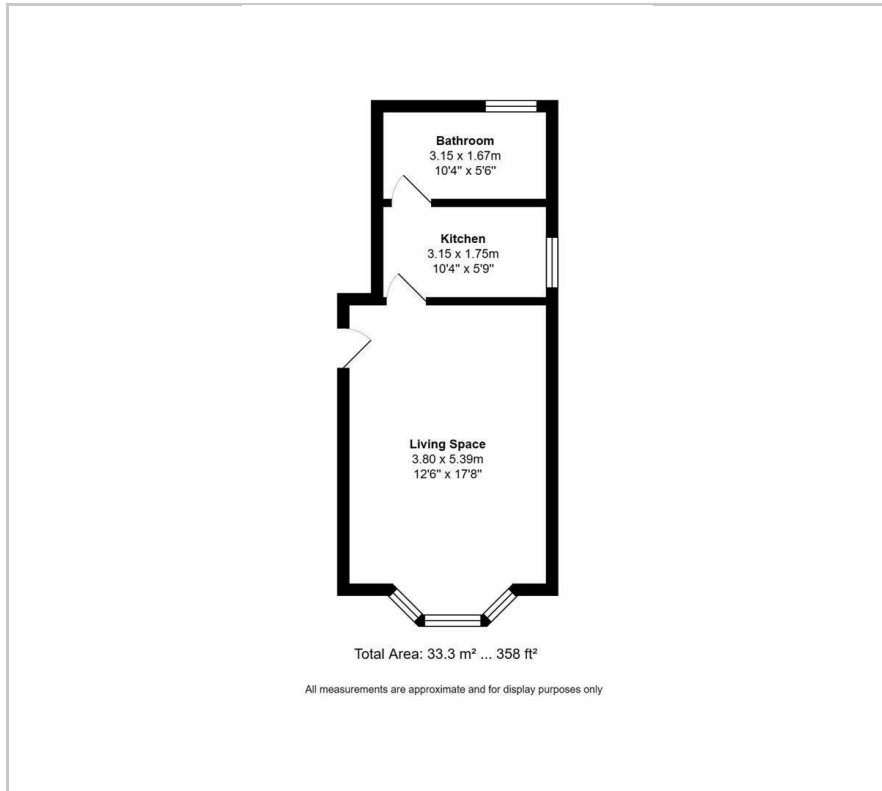 Bathroom
3.15 x 1.67m
10'4" x 5'6"
Kitchen
3.15 x 1.75m
10'4" x 5'9"
Living Space
3.80 x 5.39m
12'6" x 17'8"
Total Area: 33.3 m² ... 358 ft²
All measurements are approximate and for display purposes only